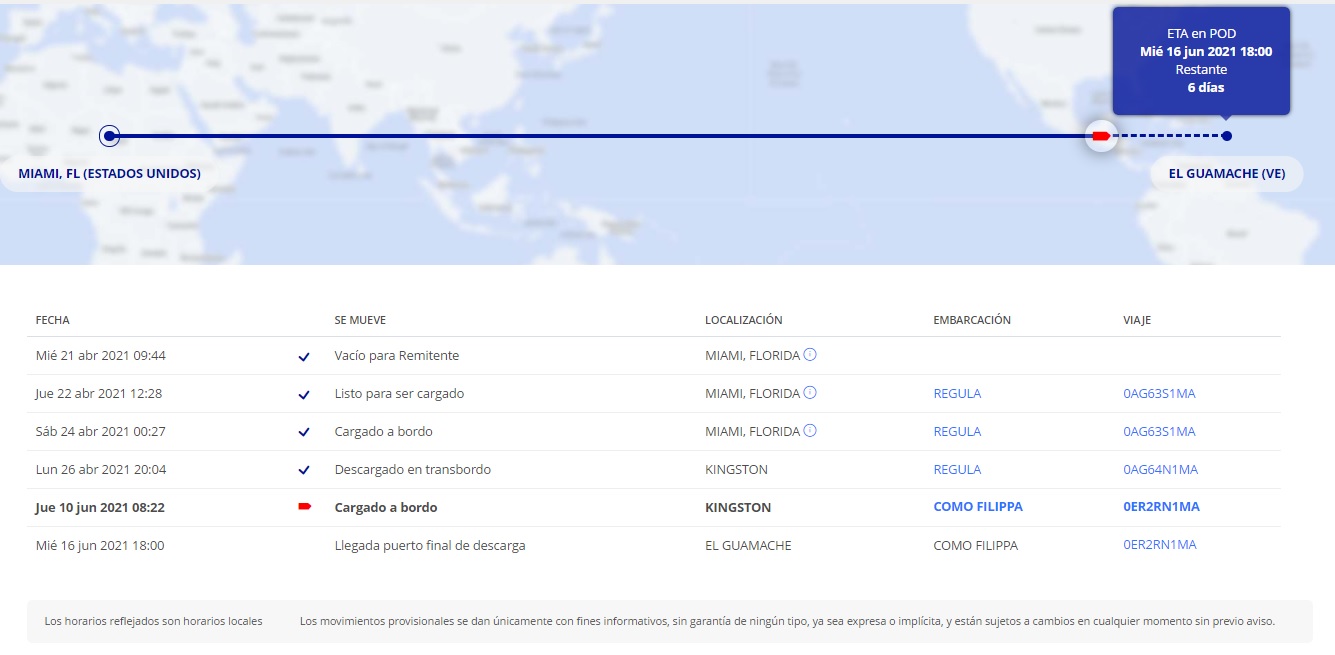 ETA en POD
Mié 16 jun 2021 18:00
Restante
6 días
MIAMI, FL (ESTADOS UNIDOS)
EL GUAMACHE (VE)
FECHA SE MUEVE LOCALIZACIÓN EMBARCACIÓN VIAJE
Mié 21 abr 2021 09:44 Vacío para Remitente MIAMI, FLORIDA
Jue 22 abr 2021 12:28 Listo para ser cargado MIAMI, FLORIDA REGULA 0AG63S1MA
Sáb 24 abr 2021 00:27 Cargado a bordo MIAMI, FLORIDA REGULA 0AG63S1MA
Lun 26 abr 2021 20:04 Descargado en transbordo KINGSTON REGULA 0AG64N1MA
Jue 10 jun 2021 08:22 Cargado a bordo KINGSTON COMO FILIPPA 0ER2RN1MA
Mié 16 jun 2021 18:00 Llegada puerto final de descarga EL GUAMACHE COMO FILIPPA 0ER2RN1MA
Los horarios reflejados son horarios locales Los movimientos provisionales se dan únicamente con fines informativos, sin garantía de ningún tipo, ya sea expresa o implícita, y están sujetos a cambios en cualquier momento sin previo aviso.